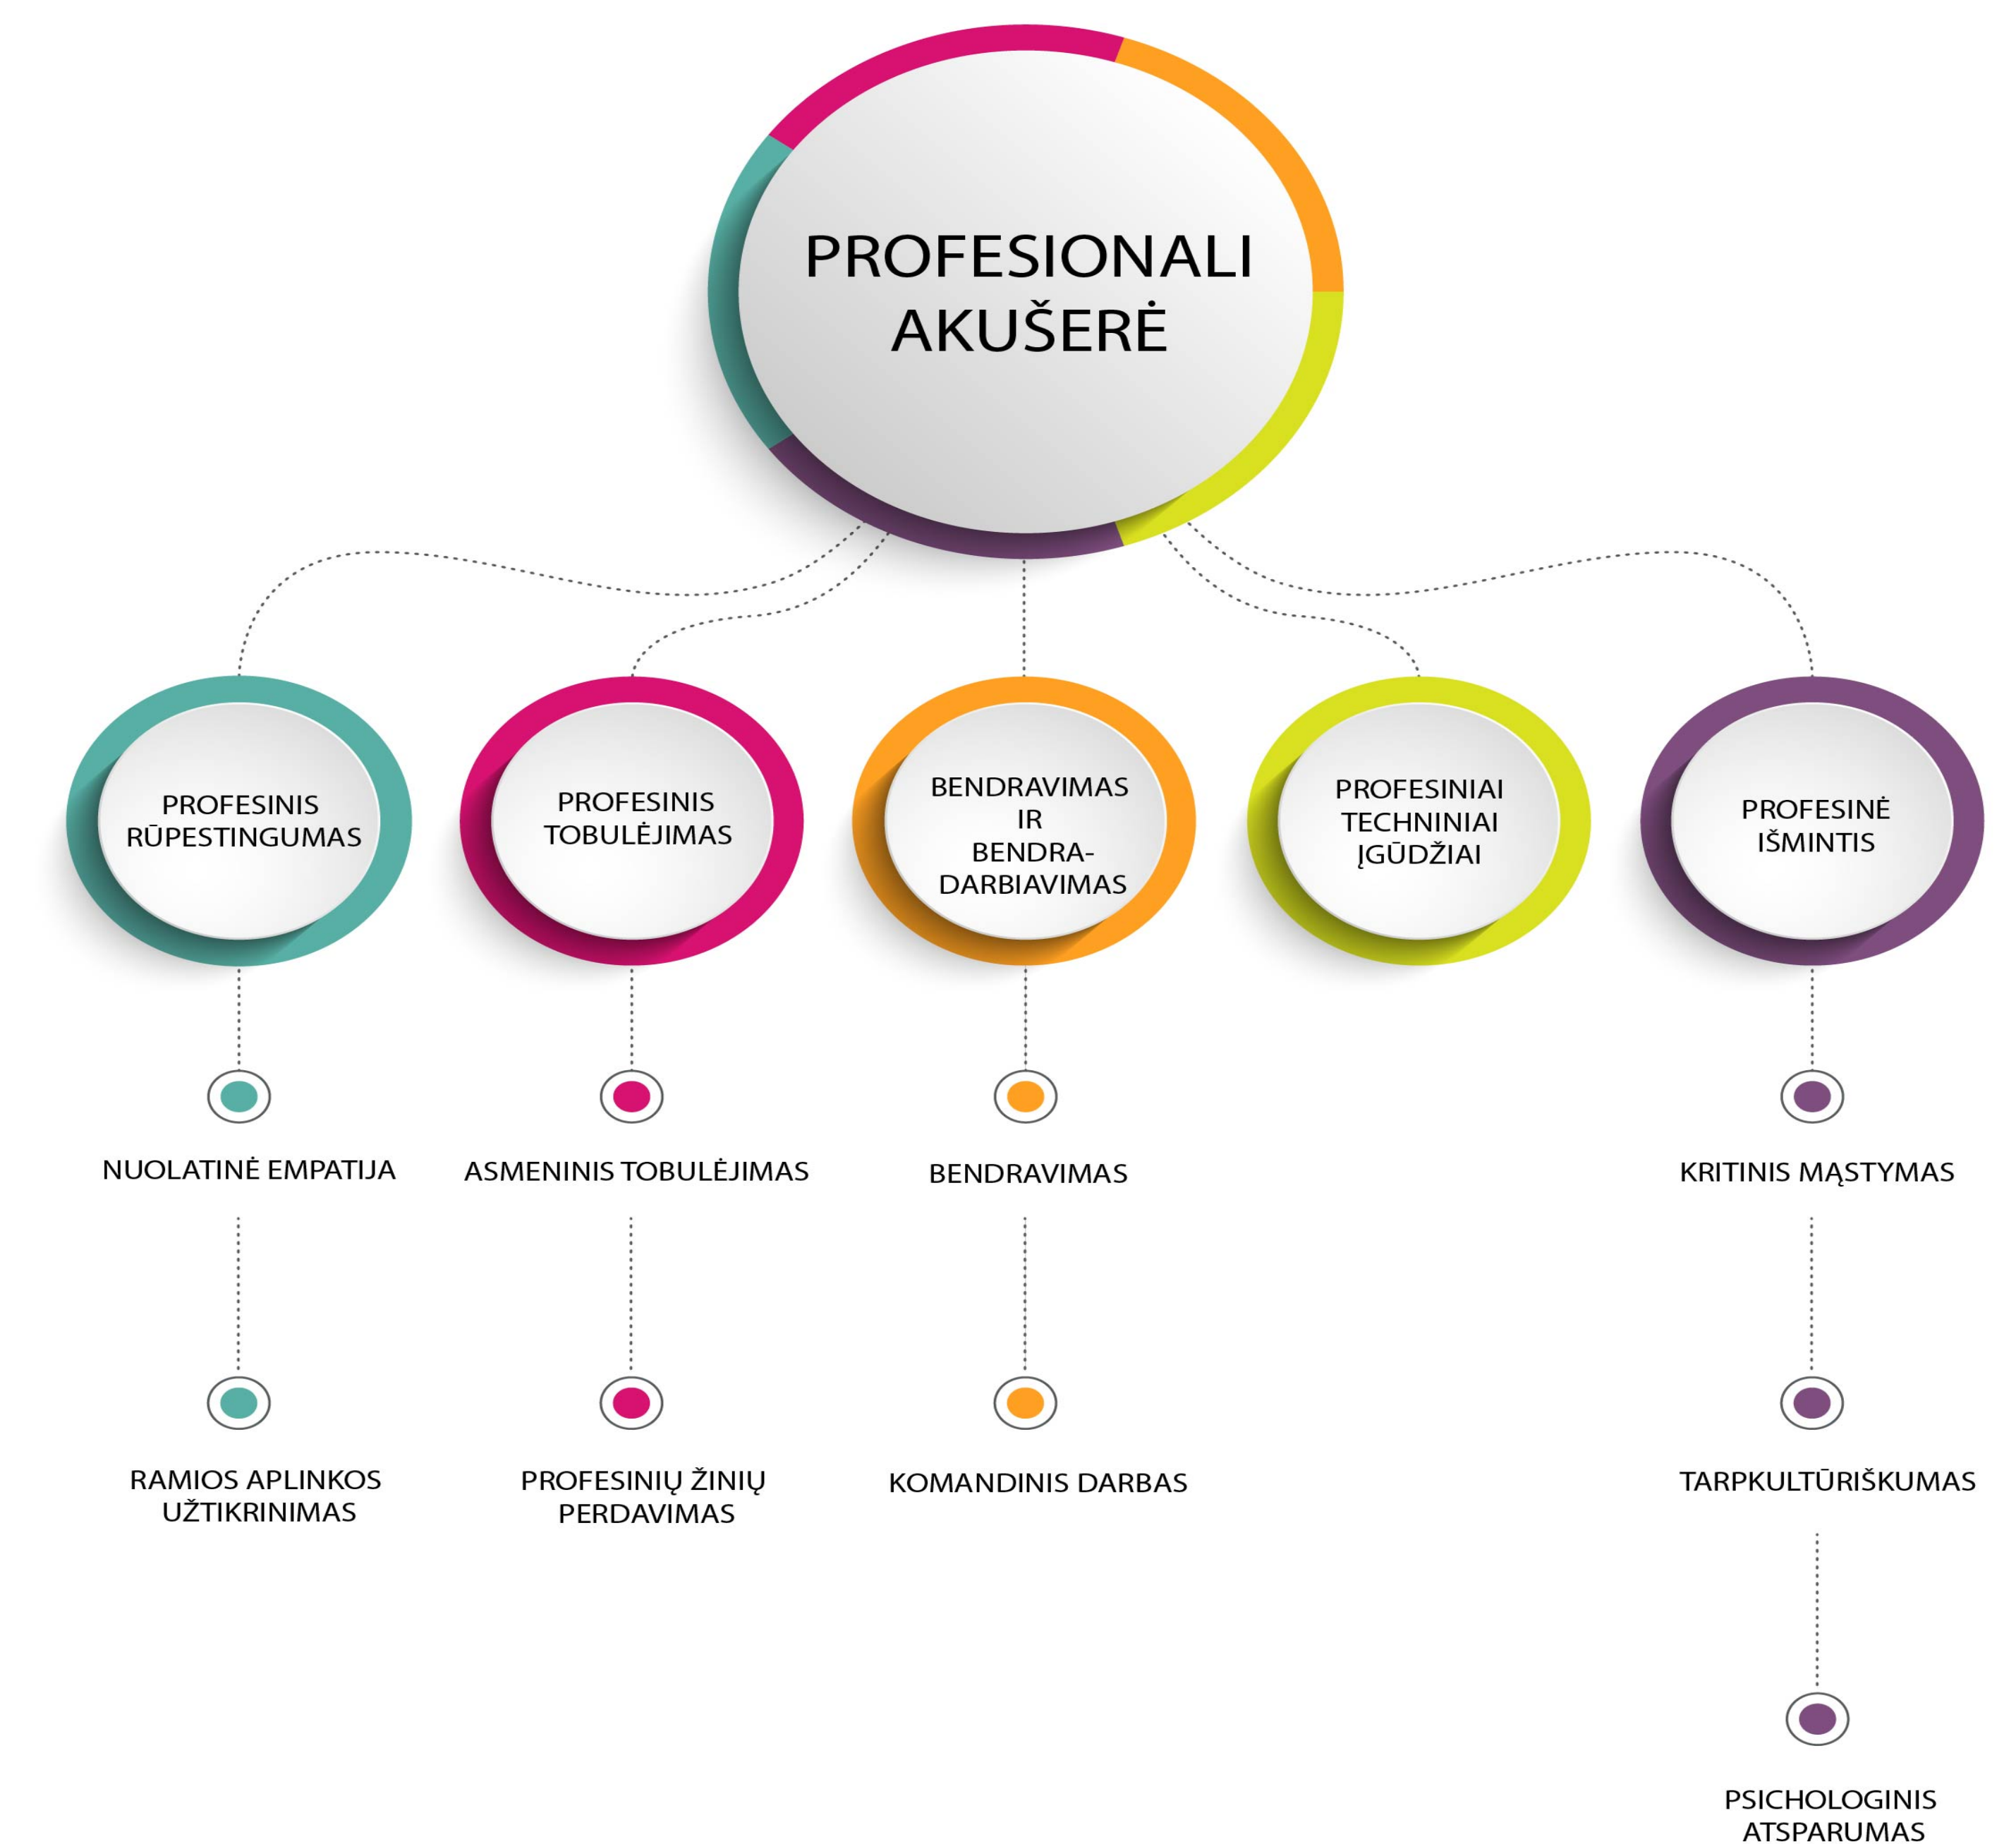 PROFESIONALI
AKUŠERĖ
PROFESINIS
RŪPESTINGUMAS
PROFESINIS
TOBULĖJIMAS
BENDRAVIMAS
IR
BENDRA-
DARBIAVIMAS
PROFESINIAI
TECHNINIAI
ĮGŪDŽIAI
PROFESINĖ
IŠMINTIS
NUOLATINĖ EMPATIJA
ASMENINIS TOBULĖJIMAS
BENDRAVIMAS
KRITINIS MĄSTYMAS
RAMIOS APLINKOS
UŽTIKRINIMAS
PROFESINIŲ ŽINIŲ
PERDAVIMAS
KOMANDINIS DARBAS
TARPKULTŪRIŠKUMAS
PSICHOLOGINIS
ATSPARUMAS